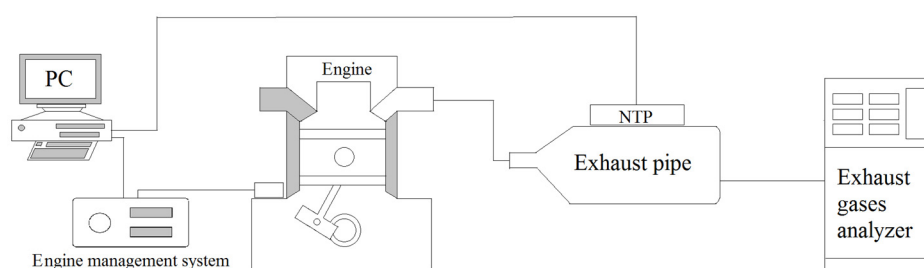 PC
Engine
NTP
Exhaust pipe
Exhaust
gases
analyzer
Engine management system